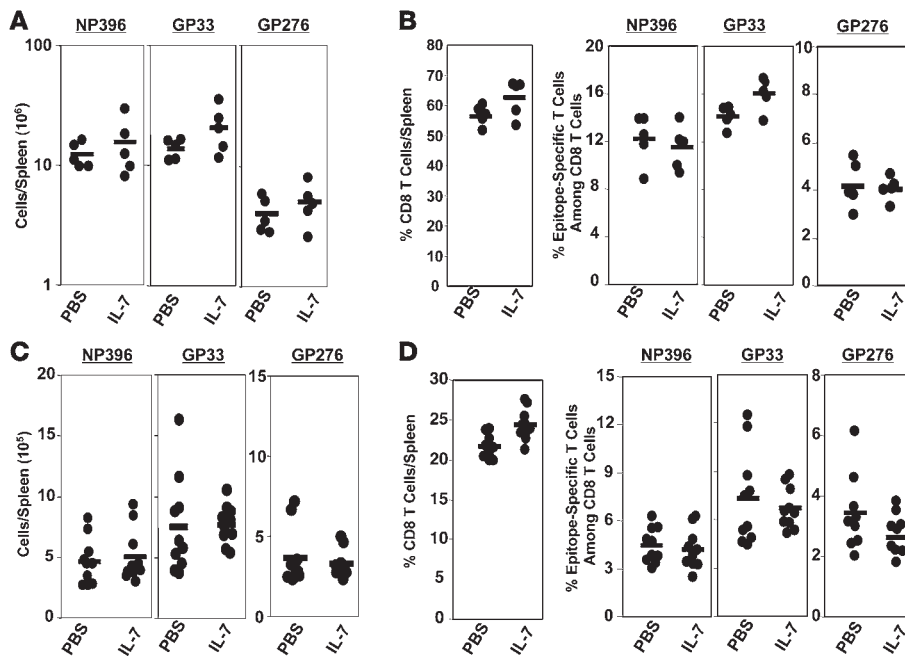 A
NP396 GP33 GP276
Cells/Spleen (10⁶)
100
10
1
PBS IL-7 PBS IL-7 PBS IL-7
B
% CD8 T Cells/Spleen
80
70
60
50
40
30
20
10
0
PBS IL-7
NP396 GP33 GP276
% Epitope-Specific T Cells
Among CD8 T Cells
20
16
12
8
4
0
10
8
6
4
2
0
PBS IL-7 PBS IL-7 PBS IL-7
C
NP396 GP33 GP276
Cells/Spleen (10⁵)
20
15
10
5
0
15
10
5
0
PBS IL-7 PBS IL-7 PBS IL-7
D
% CD8 T Cells/Spleen
30
25
20
15
10
5
0
PBS IL-7
NP396 GP33 GP276
% Epitope-Specific T Cells
Among CD8 T Cells
15
12
9
6
3
0
8
6
4
2
0
PBS IL-7 PBS IL-7 PBS IL-7